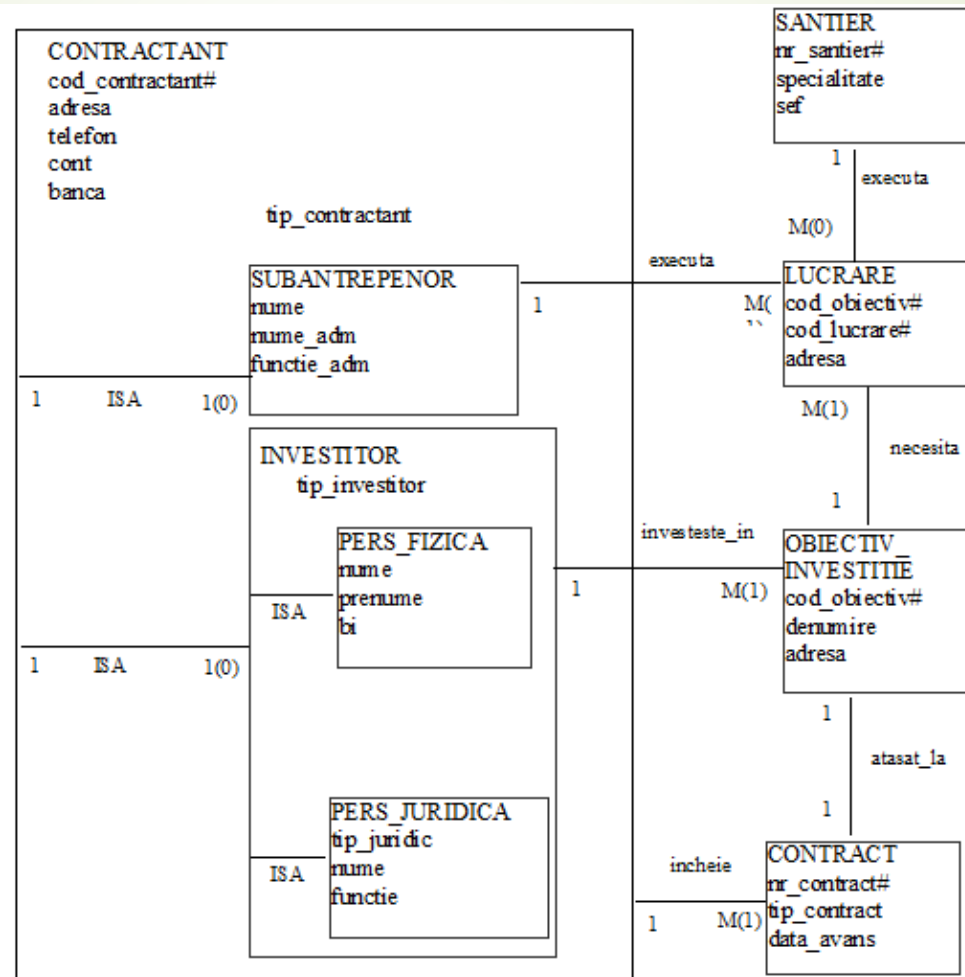 CONTRACTANT
cod_contractant#
adresa
telefon
cont
banca
tip_contractant
SUBANTREPENOR
nume
nume_adm
functie_adm
1 ISA 1(0)
INVESTITOR
tip_investitor
PERS_FIZICA
nume
prenume
bi
ISA
1 ISA 1(0)
PERS_JURIDICA
tip_juridic
nume
functie
ISA
SANTIER
nr_santier#
specialitate
sef
1
executa
M(0)
executa
1
M(
LUCRARE
cod_obiectiv#
cod_lucrare#
adresa
M(1)
necesita
1
investeste_in
1
M(1)
OBIECTIV_
INVESTITIE
cod_obiectiv#
denumire
adresa
1
atasat_la
1
incheie
1
M(1)
CONTRACT
nr_contract#
tip_contract
data_avans